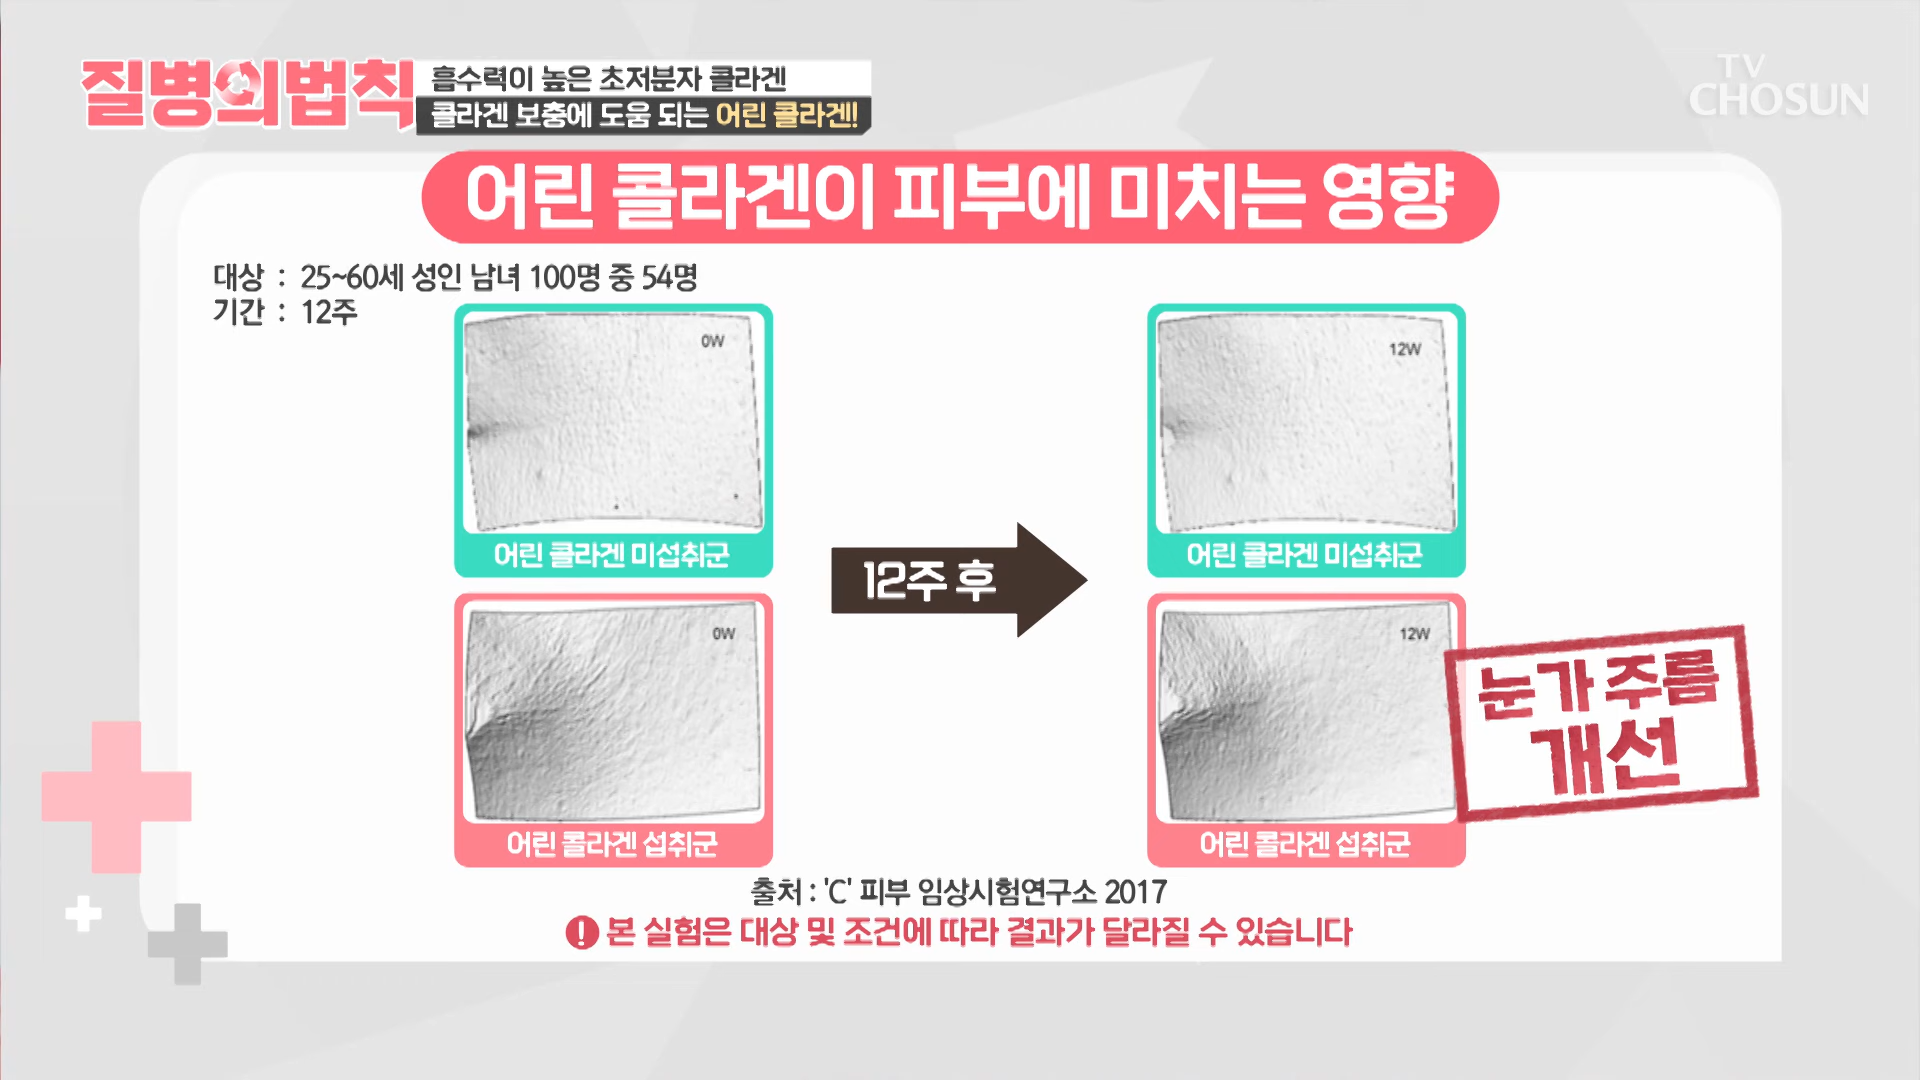 질병의법칙
흡수력이 높은 초저분자 콜라겐
콜라겐 보충에 도움 되는 어린 콜라겐!
TV
CHOSUN
어린 콜라겐이 피부에 미치는 영향
대상 : 25~60세 성인 남녀 100명 중 54명
기간 : 12주
0W
어린 콜라겐 미섭취군
12W
어린 콜라겐 미섭취군
12주 후
0W
어린 콜라겐 섭취군
12W
어린 콜라겐 섭취군
눈가 주름
개선
출처 : 'C' 피부 임상시험연구소 2017
! 본 실험은 대상 및 조건에 따라 결과가 달라질 수 있습니다